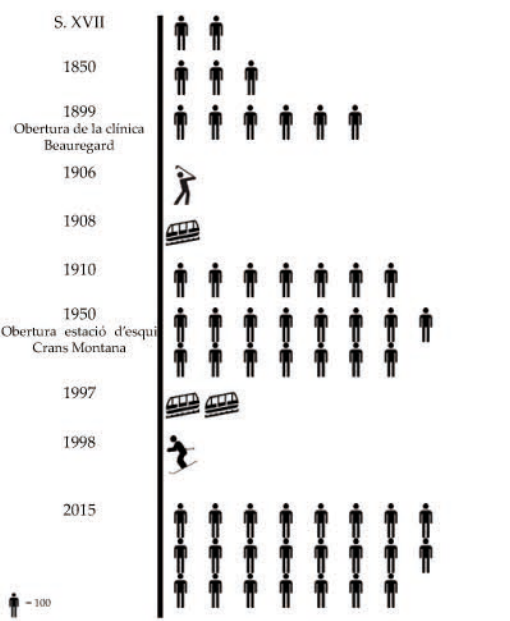 S. XVII
1850
1899
Obertura de la clínica
Beauregard
1906
1908
1910
1950
Obertura estació d'esquí
Crans Montana
1997
1998
2015
= 100